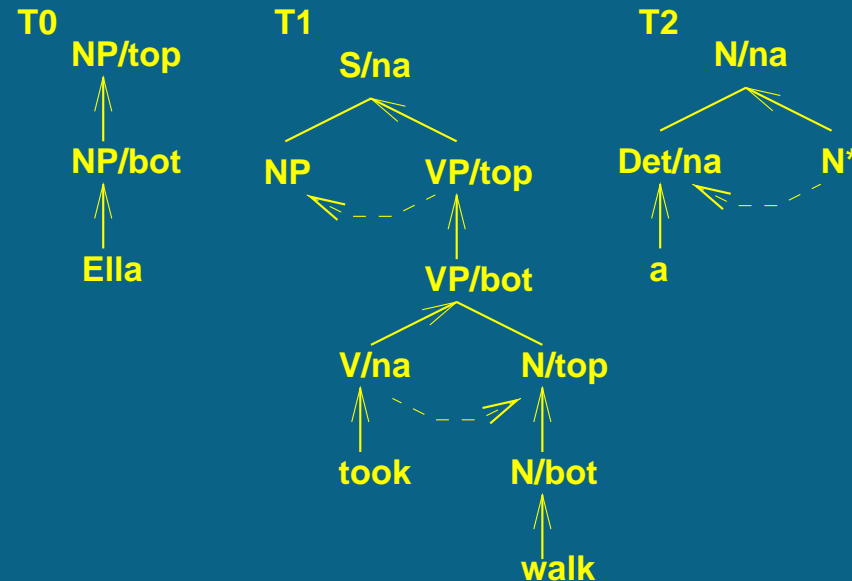 T0 T1 T2
NP/top S/na N/na
NP/bot NP VP/top Det/na N*
Ella VP/bot a
V/na N/top
took N/bot
walk